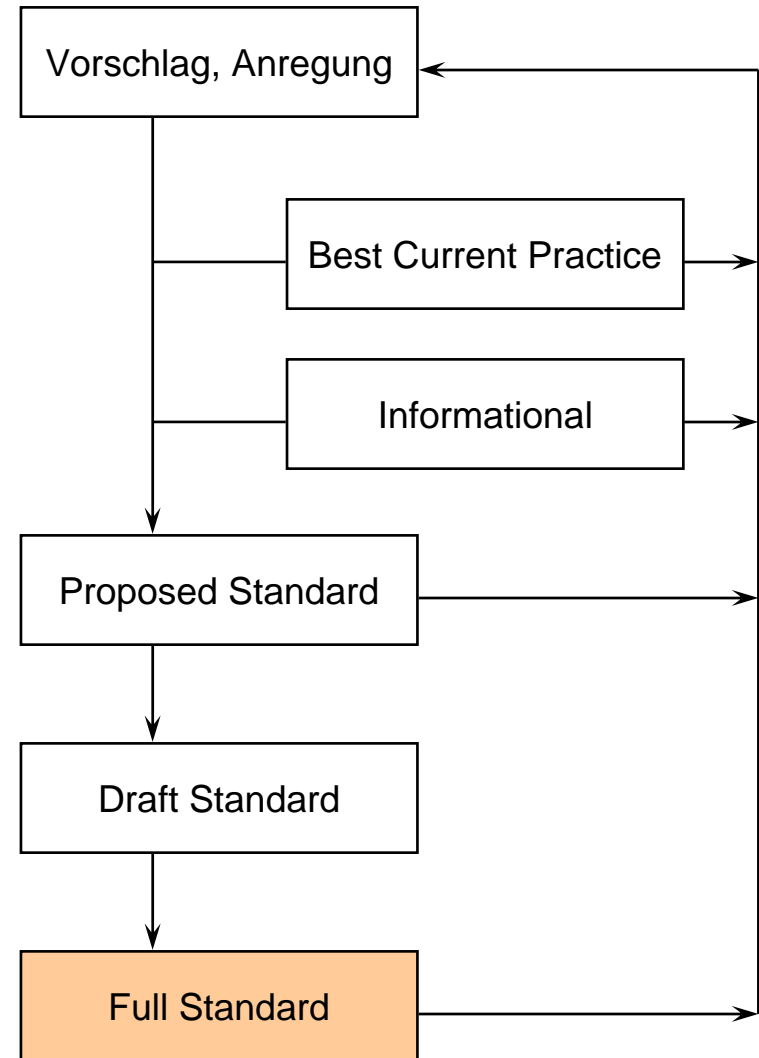 Vorschlag, Anregung
Best Current Practice
Informational
Proposed Standard
Draft Standard
Full Standard